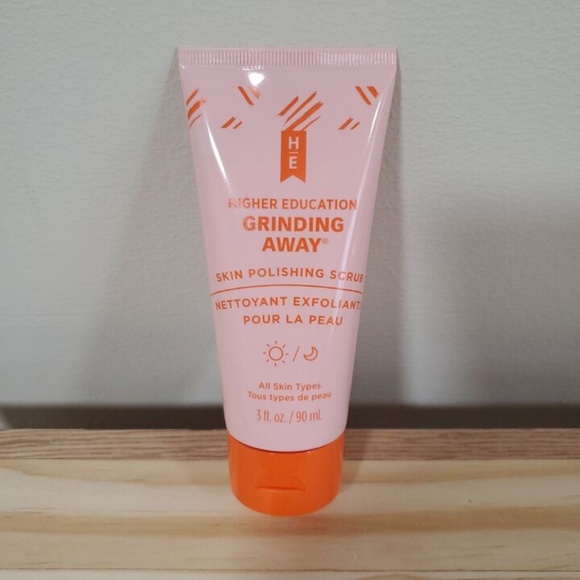 H
E
HIGHER EDUCATION
GRINDING
AWAY®
SKIN POLISHING SCRUB
NETTOYANT EXFOLIANT
POUR LA PEAU
/
All Skin Types
Tous types de peau
3 fl. oz. / 90 ml.